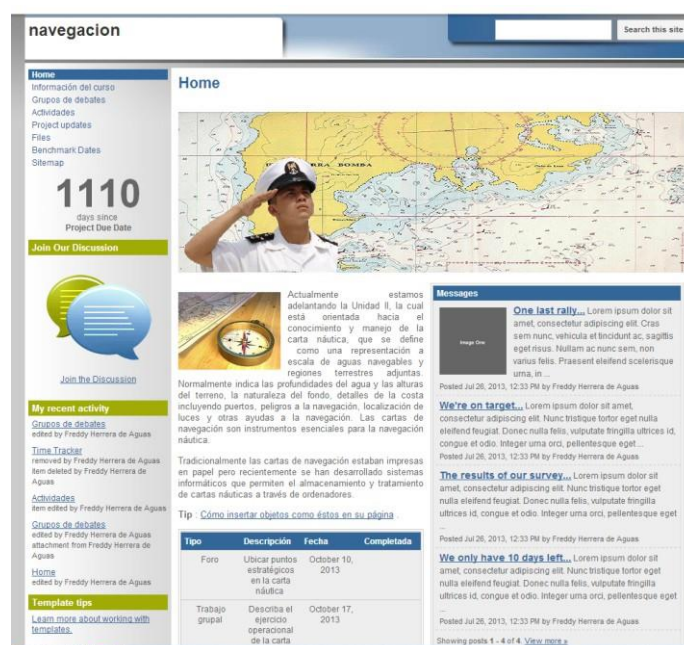 navegacion
Search this site
Home
Información del curso
Grupos de debates
Actividades
Project updates
Files
Benchmark Dates
Sitemap
1110
days since
Project Due Date
Join Our Discussion
Join the Discussion
My recent activity
Grupos de debates
edited by Freddy Herrera de Aguas
Time Tracker
removed by Freddy Herrera de Aguas
item deleted by Freddy Herrera de
Aguas
Actividades
item edited by Freddy Herrera de Aguas
Grupos de debates
edited by Freddy Herrera de Aguas
attachment from Freddy Herrera de
Aguas
Home
edited by Freddy Herrera de Aguas
Template tips
Learn more about working with
templates.
Home
RRA BOMBA
Actualmente estamos
adelantando la Unidad II, la cual
está orientada hacia el
conocimiento y manejo de la
carta náutica, que se define
como una representación a
escala de aguas navegables y
regiones terrestres adjuntas.
Normalmente indica las profundidades del agua y las alturas
del terreno, la naturaleza del fondo, detalles de la costa
incluyendo puertos, peligros a la navegación, localización de
luces y otras ayudas a la navegación. Las cartas de
navegación son instrumentos esenciales para la navegación
náutica.
Tradicionalmente las cartas de navegación estaban impresas
en papel pero recientemente se han desarrollado sistemas
informáticos que permiten el almacenamiento y tratamiento
de cartas náuticas a través de ordenadores.
Tip : Cómo insertar objetos como éstos en su página .
Tipo Descripción Fecha Completada
Foro Ubicar puntos October 10,
estratégicos 2013
en la carta
náutica
Trabajo Describa el October 17,
grupal ejercicio 2013
operacional
de la carta
Messages
Image One
One last rally... Lorem ipsum dolor sit
amet, consectetur adipiscing elit. Cras
sem nunc, vehicula et tincidunt ac, sagittis
eget risus. Nullam ac nunc sem, non
varius felis. Praesent eleifend scelerisque
urna, in ...
Posted Jul 26, 2013, 12:33 PM by Freddy Herrera de Aguas
We're on target... Lorem ipsum dolor sit amet,
consectetur adipiscing elit. Nunc tristique tortor eget nulla
eleifend feugiat. Donec nulla felis, vulputate fringilla ultrices id,
congue et odio. Integer urna orci, pellentesque eget ...
Posted Jul 26, 2013, 12:33 PM by Freddy Herrera de Aguas
The results of our survey... Lorem ipsum dolor sit
amet, consectetur adipiscing elit. Nunc tristique tortor eget
nulla eleifend feugiat. Donec nulla felis, vulputate fringilla
ultrices id, congue et odio. Integer urna orci, pellentesque eget
...
Posted Jul 26, 2013, 12:33 PM by Freddy Herrera de Aguas
We only have 10 days left... Lorem ipsum dolor sit
amet, consectetur adipiscing elit. Nunc tristique tortor eget
nulla eleifend feugiat. Donec nulla felis, vulputate fringilla
ultrices id, congue et odio. Integer urna orci, pellentesque eget
...
Posted Jul 26, 2013, 12:33 PM by Freddy Herrera de Aguas
Showing posts 1 - 4 of 4. View more »